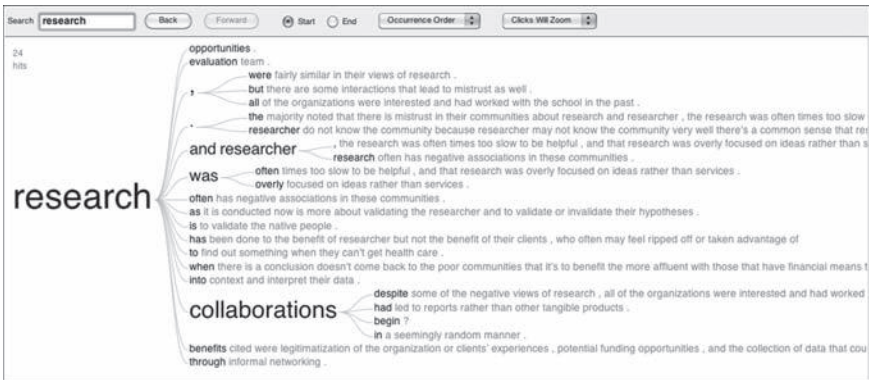 Search research Back Forward Start End Occurrence Order Clicks Will Zoom
24
hits
research
opportunities .
evaluation team .
,
were fairly similar in their views of research .
but there are some interactions that lead to mistrust as well .
all of the organizations were interested and had worked with the school in the past .
.
the majority noted that there is mistrust in their communities about research and researcher , the research was often times too slow
researcher do not know the community because researcher may not know the community very well there's a common sense that res
and researcher
, the research was often times too slow to be helpful , and that research was overly focused on ideas rather than s
research often has negative associations in these communities .
was
often times too slow to be helpful , and that research was overly focused on ideas rather than services .
overly focused on ideas rather than services .
often has negative associations in these communities .
as it is conducted now is more about validating the researcher and to validate or invalidate their hypotheses .
is to validate the native people .
has been done to the benefit of researcher but not the benefit of their clients , who often may feel ripped off or taken advantage of
to find out something when they can't get health care .
when there is a conclusion doesn't come back to the poor communities that it's to benefit the more affluent with those that have financial means t
into context and interpret their data .
collaborations
despite some of the negative views of research , all of the organizations were interested and had worked
had led to reports rather than other tangible products .
begin ?
in a seemingly random manner .
benefits cited were legitimatization of the organization or clients' experiences , potential funding opportunities , and the collection of data that cou
through informal networking .